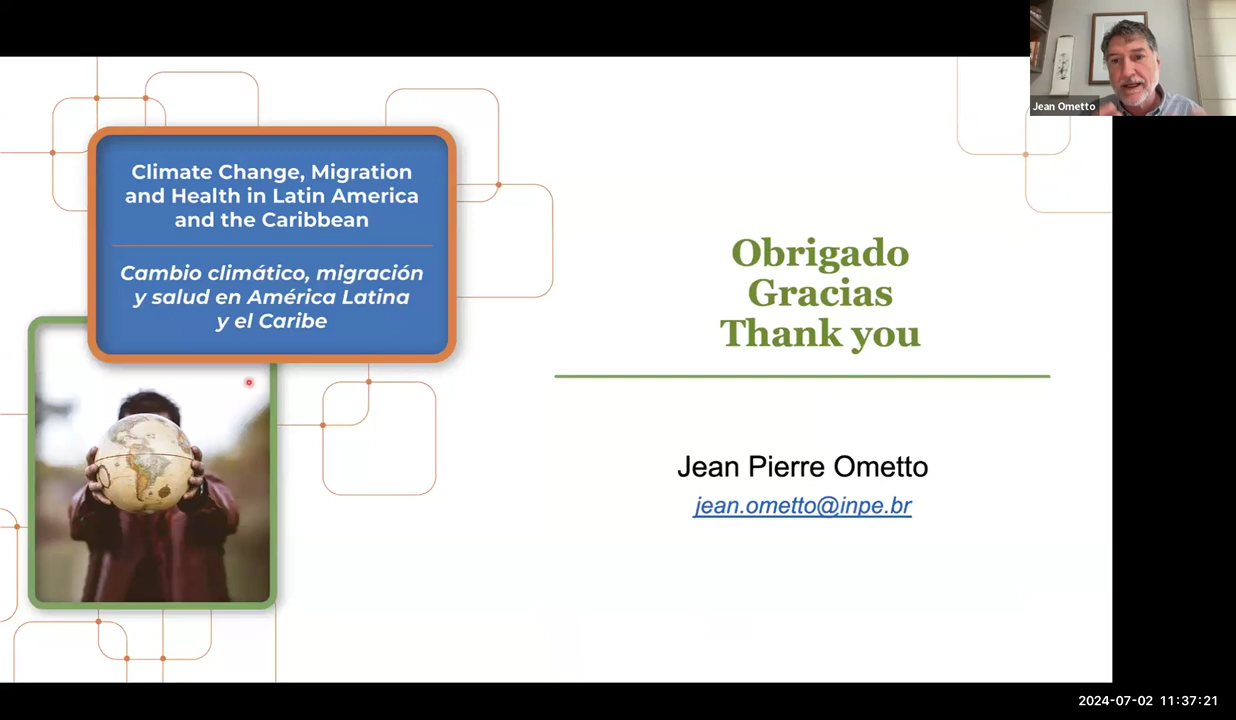 Jean Ometto
Climate Change, Migration
and Health in Latin America
and the Caribbean
Cambio climático, migración
y salud en América Latina
y el Caribe
Obrigado
Gracias
Thank you
Jean Pierre Ometto
jean.ometto@inpe.br
2024-07-02 11:37:21